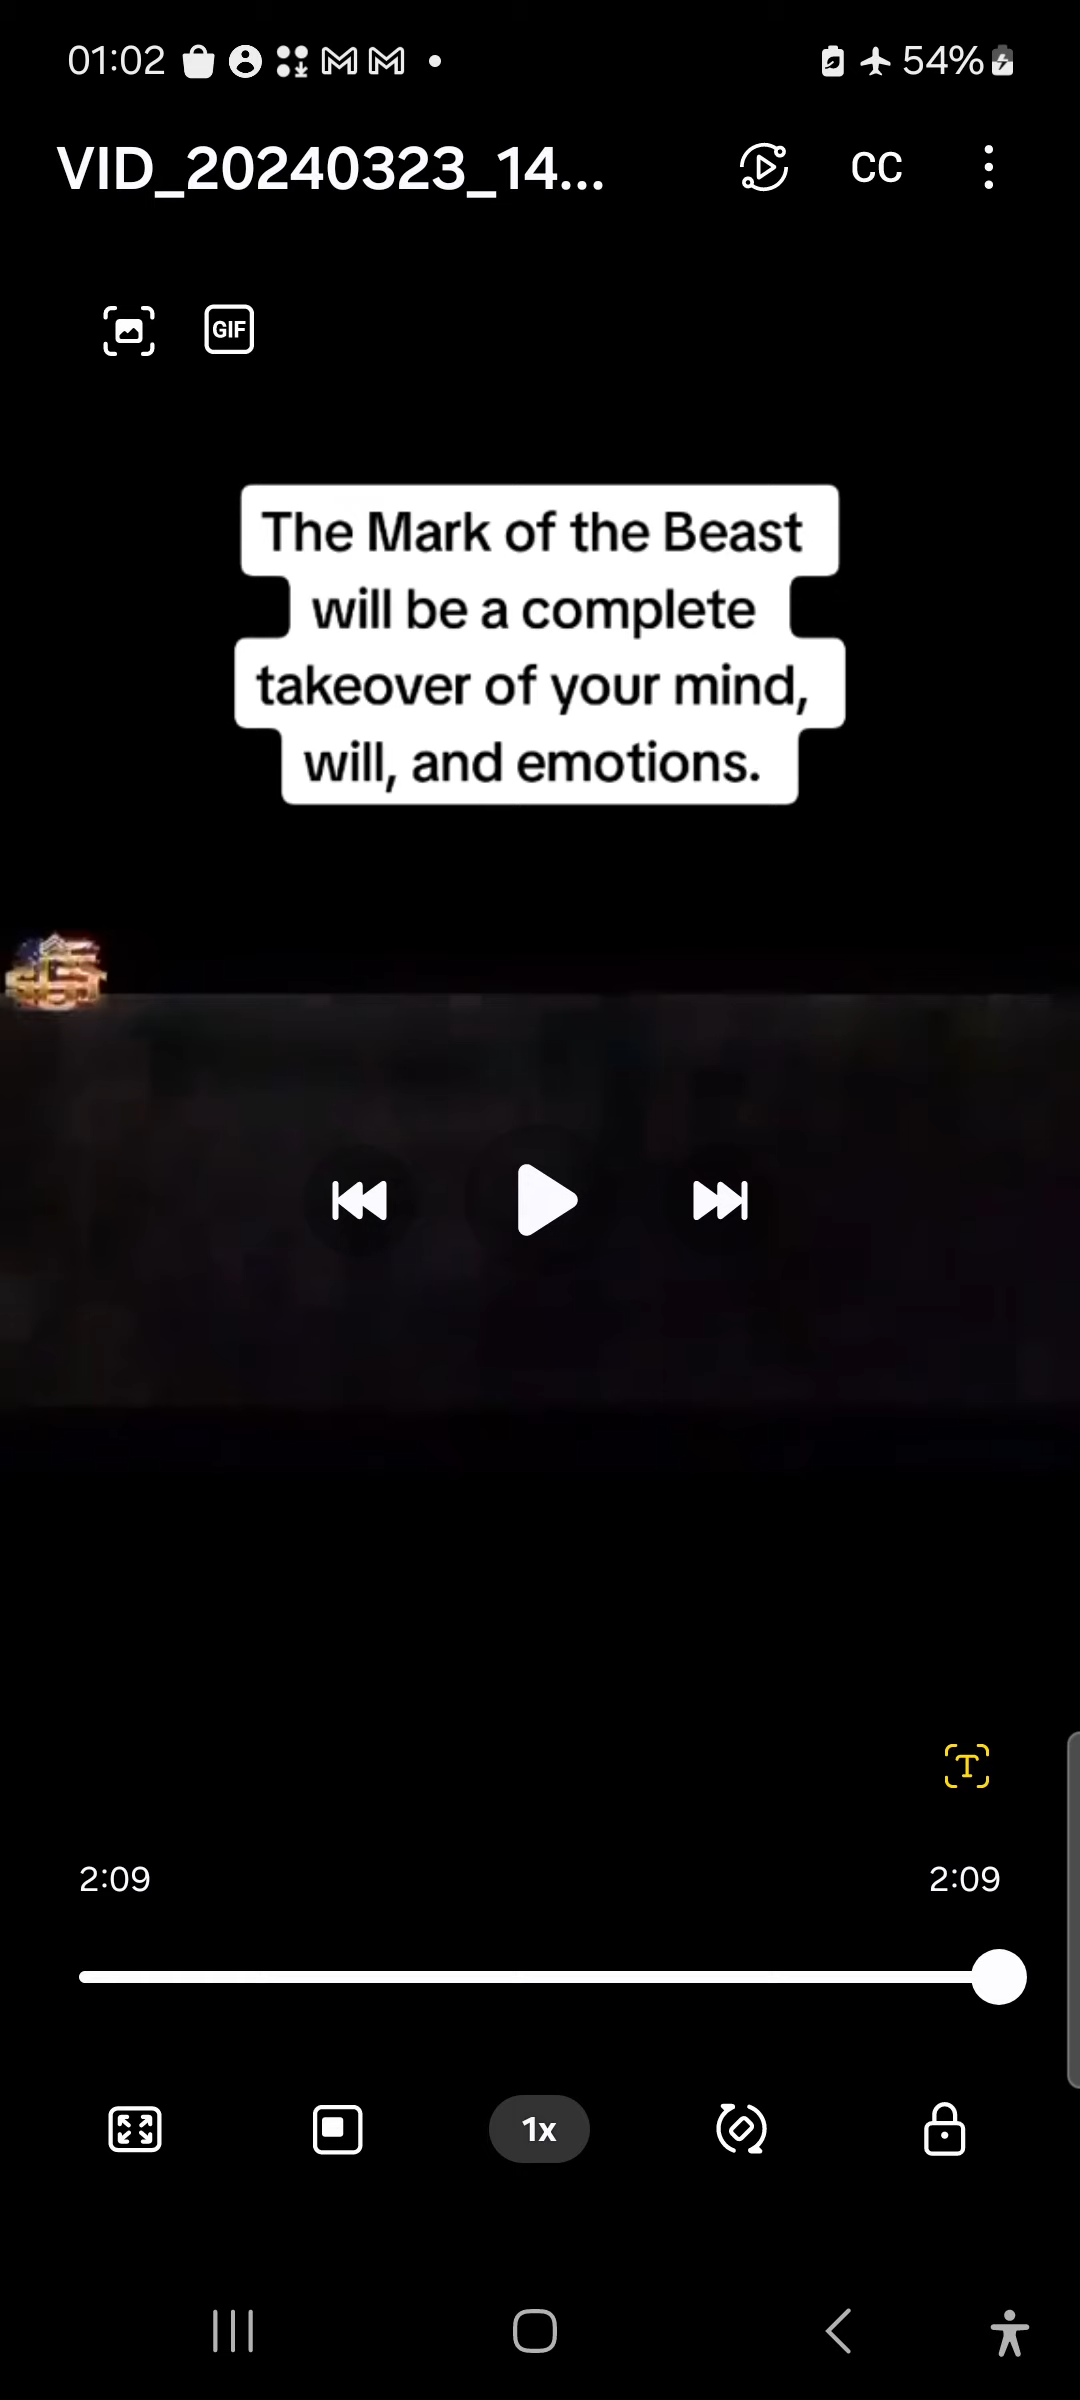 01:02
54%
VID_20240323_14...
CC
GIF
The Mark of the Beast
will be a complete
takeover of your mind,
will, and emotions.
T
2:09
2:09
1x